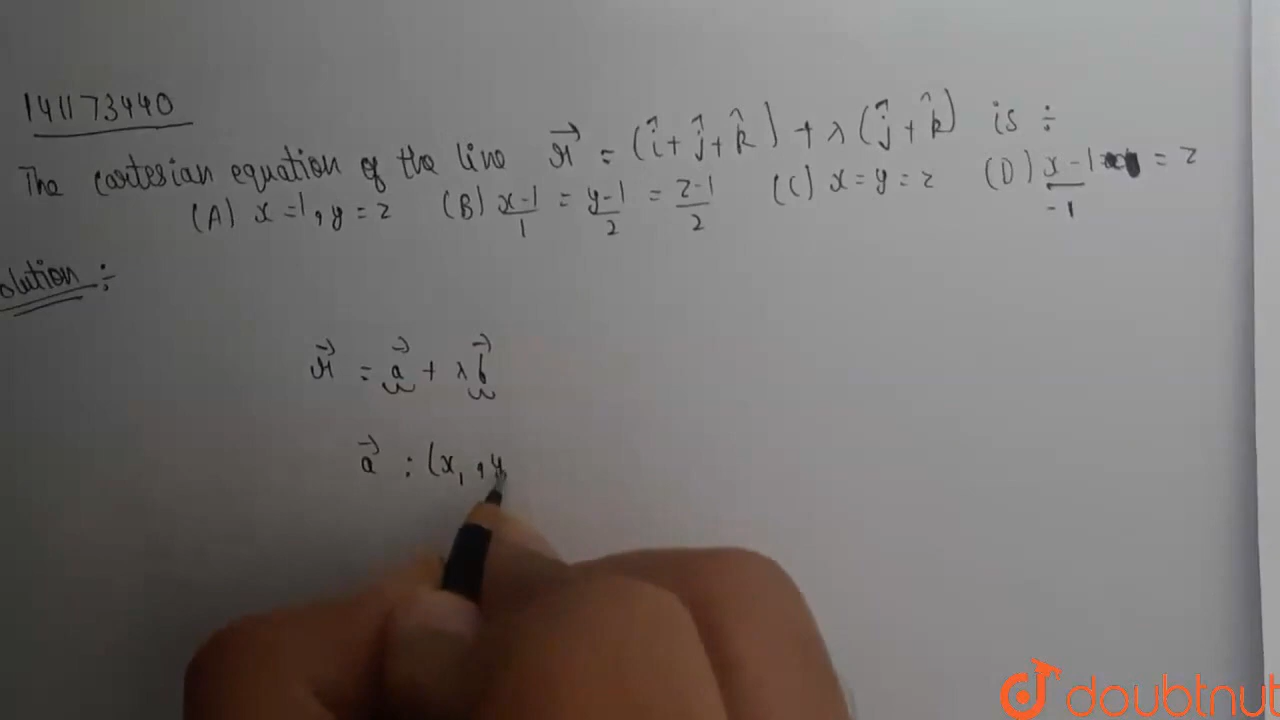 141173440
The cartesian equation of the line r⃗ = (î + ĵ + k̂) + λ(ĵ + k̂) is ÷
(A) x = 1, y = z (B) x-1/1 = y-1/2 = z-1/2 (C) x = y = z (D) x-1/-1 = z
olution ÷
r⃗ = a⃗ + λb⃗
a⃗ : (x₁, y
doubtnut